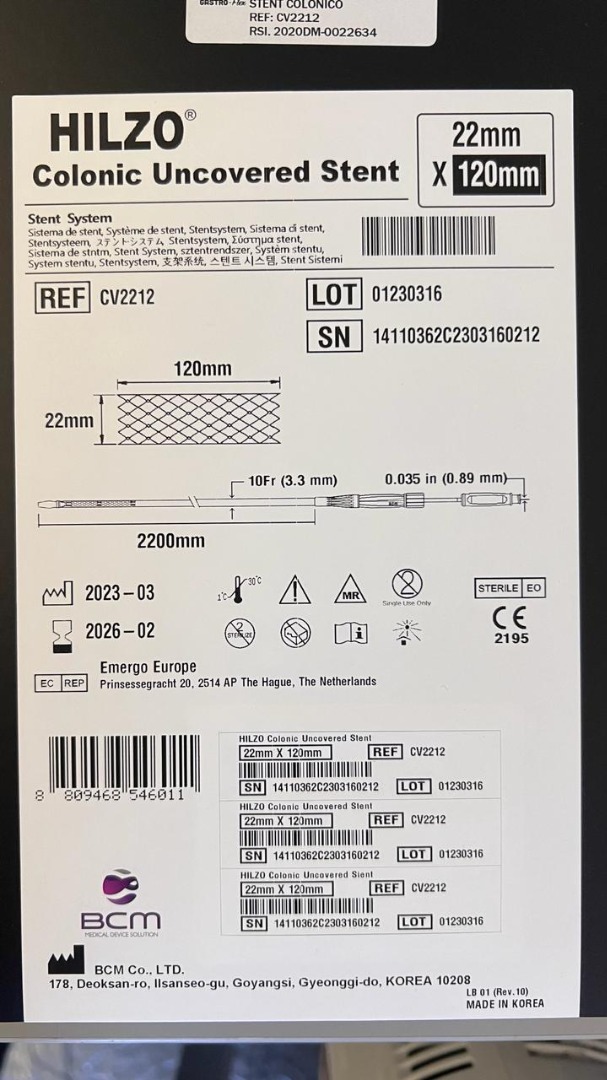 STENT COLONICO
REF: CV2212
RSI. 2020DM-0022634
HILZO®
Colonic Uncovered Stent
22mm
X 120mm
Stent System
Sistema de stent, Système de stent, Stentsystem, Sistema di stent,
Stentsysteem, ステントシステム, Stentsystem, Σύστημα stent,
Sistema de stntm, Stent System, sztentrendszer, Systém stentu,
System stentu, Stentsystem, 支架系统, 스텐트 시스템, Stent Sistemi
REF CV2212
LOT 01230316
SN 14110362C2303160212
120mm
22mm
10Fr (3.3 mm)
0.035 in (0.89 mm)
2200mm
2023-03
1°C 30°C
MR
Single Use Only
STERILE EO
2026-02
2 STERILIZE
CE
2195
EC REP
Emergo Europe
Prinsessegracht 20, 2514 AP The Hague, The Netherlands
8 809468 546011
HILZO Colonic Uncovered Stent
22mm X 120mm REF CV2212
SN 14110362C2303160212 LOT 01230316
HILZO Colonic Uncovered Stent
22mm X 120mm REF CV2212
SN 14110362C2303160212 LOT 01230316
HILZO Colonic Uncovered Stent
22mm X 120mm REF CV2212
SN 14110362C2303160212 LOT 01230316
BCM
MEDICAL DEVICE SOLUTION
BCM Co., LTD.
178, Deoksan-ro, Ilsanseo-gu, Goyangsi, Gyeonggi-do, KOREA 10208
LB 01 (Rev.10)
MADE IN KOREA